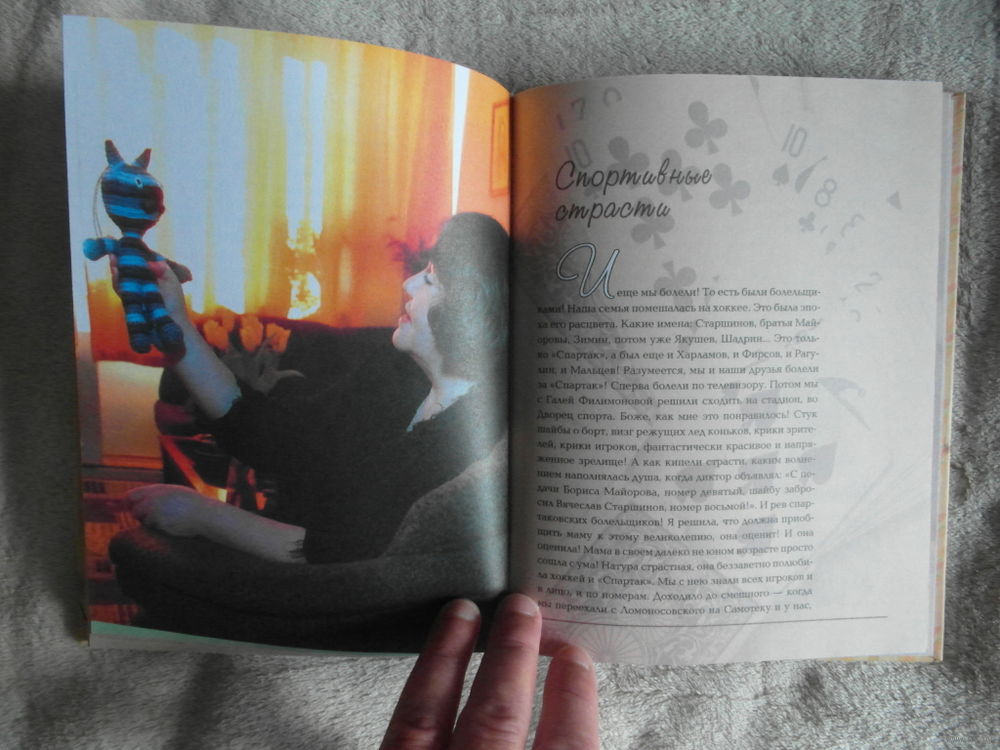 Спортивные
страсти
И еще мы болели! То есть были болельщи-
ками! Наша семья помешалась на хоккее. Это была эпо-
ха его расцвета. Какие имена: Старшинов, братья Май-
оровы, Зимин, потом уже Якушев, Шадрин... Это толь-
ко «Спартак», а был еще и Харламов, и Фирсов, и Рагу-
лин, и Мальцев! Разумеется, мы и наши друзья болели
за «Спартак»! Сперва болели по телевизору. Потом мы
с Галей Филимоновой решили сходить на стадион, во
Дворец спорта. Боже, как мне это понравилось! Стук
шайбы о борт, визг режущих лед коньков, крики зрите-
лей, крики игроков, фантастически красивое и напря-
женное зрелище! А как кипели страсти, каким волне-
нием наполнялась душа, когда диктор объявлял: «С по-
дачи Бориса Майорова, номер девятый, шайбу забро-
сил Вячеслав Старшинов, номер восьмой!». И рев спар-
таковских болельщиков! Я решила, что должна приоб-
щить маму к этому великолепию, она оценит! И она
оценила! Мама в своем далеко не юном возрасте просто
сошла с ума! Натура страстная, она беззаветно полюби-
ла хоккей и «Спартак». Мы с нею знали всех игроков и
в лицо, и по номерам. Доходило до смешного — когда
мы переехали с Ломоносовского на Самотеку и у нас,